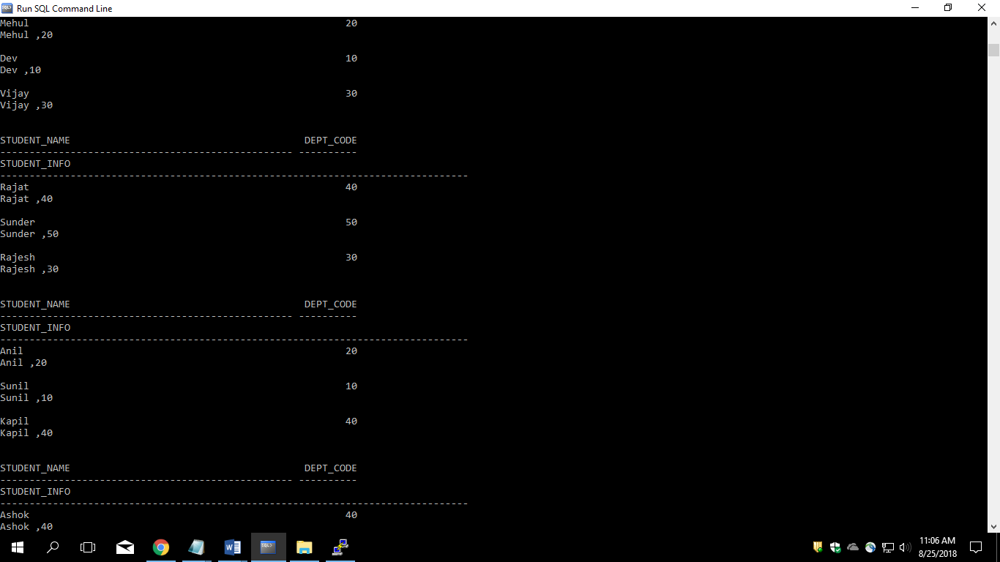 Run SQL Command Line
Mehul 20
Mehul ,20
Dev 10
Dev ,10
Vijay 30
Vijay ,30
STUDENT_NAME DEPT_CODE
-------------------------------------------------- ----------
STUDENT_INFO
--------------------------------------------------------------------------------
Rajat 40
Rajat ,40
Sunder 50
Sunder ,50
Rajesh 30
Rajesh ,30
STUDENT_NAME DEPT_CODE
-------------------------------------------------- ----------
STUDENT_INFO
--------------------------------------------------------------------------------
Anil 20
Anil ,20
Sunil 10
Sunil ,10
Kapil 40
Kapil ,40
STUDENT_NAME DEPT_CODE
-------------------------------------------------- ----------
STUDENT_INFO
--------------------------------------------------------------------------------
Ashok 40
Ashok ,40
11:06 AM
8/25/2018